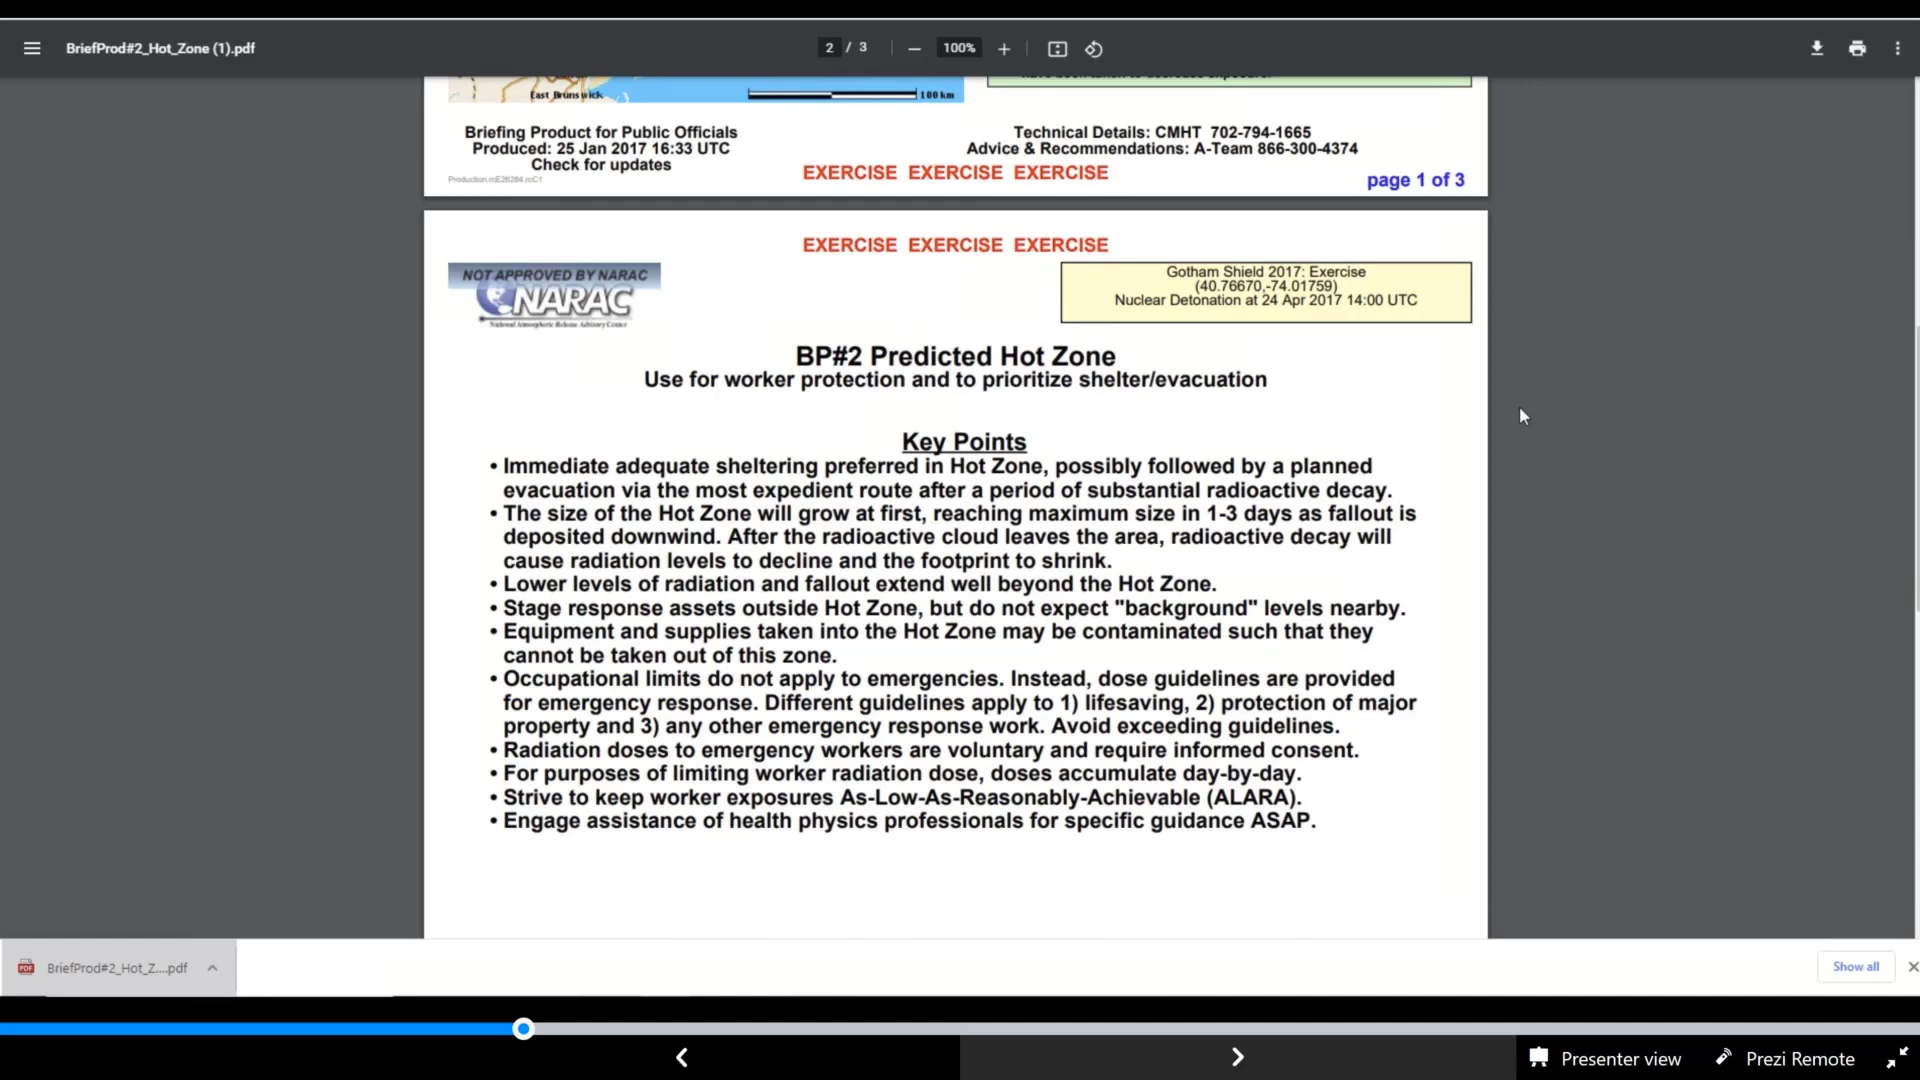 BriefProd#2_Hot_Zone (1).pdf
2 / 3
100%
East Brunswick
100 km
Briefing Product for Public Officials
Produced: 25 Jan 2017 16:33 UTC
Check for updates
Technical Details: CMHT 702-794-1665
Advice & Recommendations: A-Team 866-300-4374
EXERCISE EXERCISE EXERCISE
page 1 of 3
EXERCISE EXERCISE EXERCISE
NOT APPROVED BY NARAC
NARAC
National Atmospheric Release Advisory Center
Gotham Shield 2017: Exercise
(40.76670,-74.01759)
Nuclear Detonation at 24 Apr 2017 14:00 UTC
BP#2 Predicted Hot Zone
Use for worker protection and to prioritize shelter/evacuation
Key Points
• Immediate adequate sheltering preferred in Hot Zone, possibly followed by a planned
evacuation via the most expedient route after a period of substantial radioactive decay.
• The size of the Hot Zone will grow at first, reaching maximum size in 1-3 days as fallout is
deposited downwind. After the radioactive cloud leaves the area, radioactive decay will
cause radiation levels to decline and the footprint to shrink.
• Lower levels of radiation and fallout extend well beyond the Hot Zone.
• Stage response assets outside Hot Zone, but do not expect "background" levels nearby.
• Equipment and supplies taken into the Hot Zone may be contaminated such that they
cannot be taken out of this zone.
• Occupational limits do not apply to emergencies. Instead, dose guidelines are provided
for emergency response. Different guidelines apply to 1) lifesaving, 2) protection of major
property and 3) any other emergency response work. Avoid exceeding guidelines.
• Radiation doses to emergency workers are voluntary and require informed consent.
• For purposes of limiting worker radiation dose, doses accumulate day-by-day.
• Strive to keep worker exposures As-Low-As-Reasonably-Achievable (ALARA).
• Engage assistance of health physics professionals for specific guidance ASAP.
BriefProd#2_Hot_Z....pdf
Show all
Presenter view
Prezi Remote